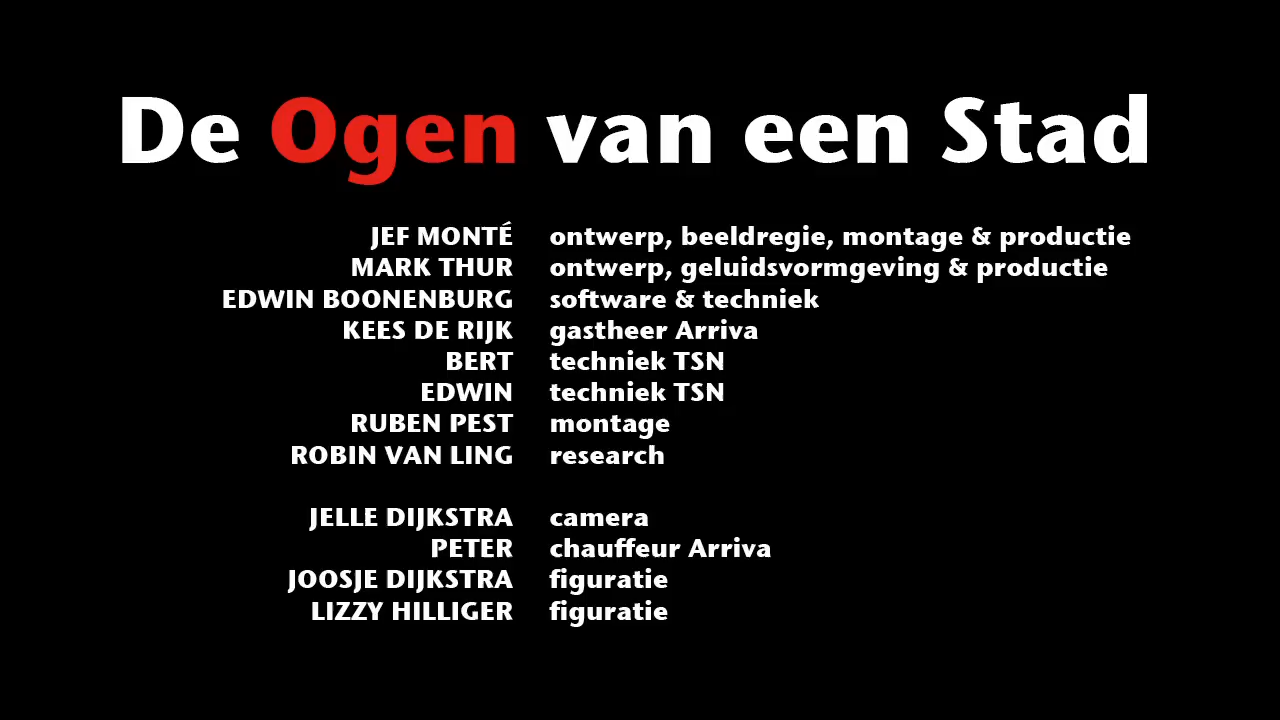 De Ogen van een Stad
JEF MONTÉ ontwerp, beeldregie, montage & productie
MARK THUR ontwerp, geluidsvormgeving & productie
EDWIN BOONENBURG software & techniek
KEES DE RIJK gastheer Arriva
BERT techniek TSN
EDWIN techniek TSN
RUBEN PEST montage
ROBIN VAN LING research
JELLE DIJKSTRA camera
PETER chauffeur Arriva
JOOSJE DIJKSTRA figuratie
LIZZY HILLIGER figuratie